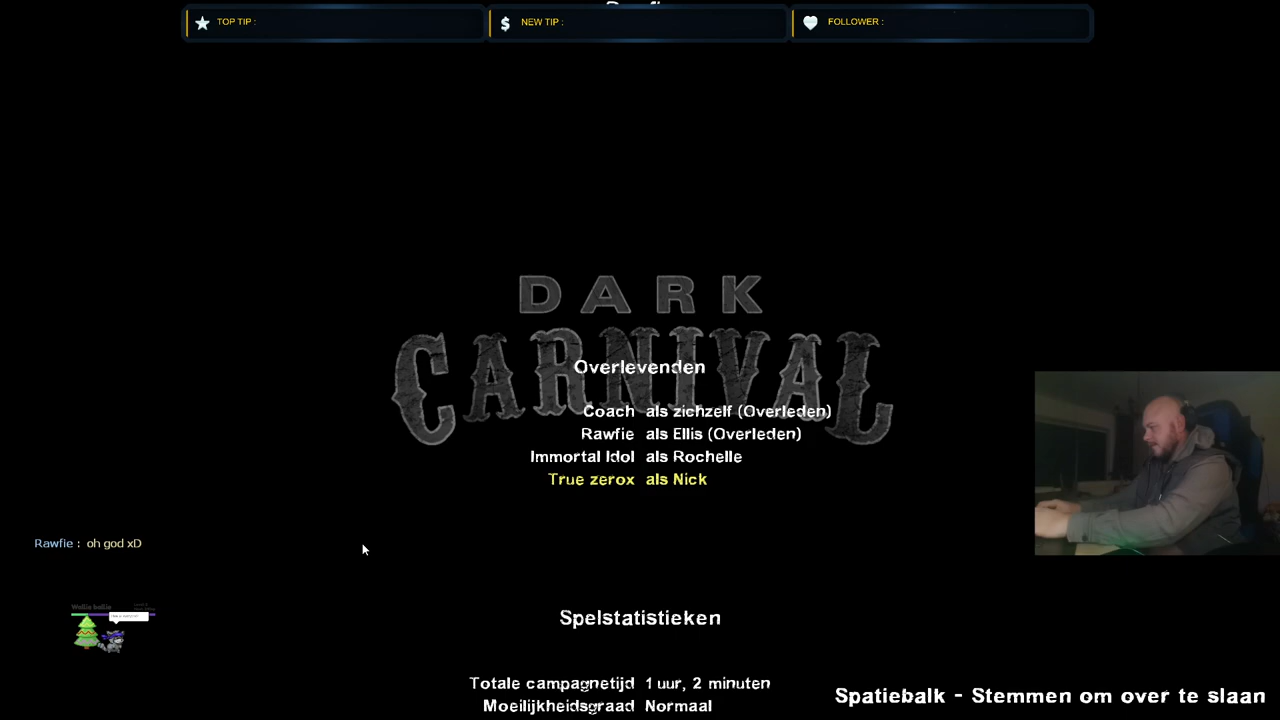 TOP TIP :
NEW TIP :
FOLLOWER :
DARK
CARNIVAL
Overlevenden
Coach als zichzelf (Overleden)
Rawfie als Ellis (Overleden)
Immortal Idol als Rochelle
True zerox als Nick
Rawfie : oh god xD
Wollie bollie
Spelstatistieken
Totale campagnetijd 1 uur, 2 minuten
Moeilijkheidsgraad Normaal
Spatiebalk - Stemmen om over te slaan